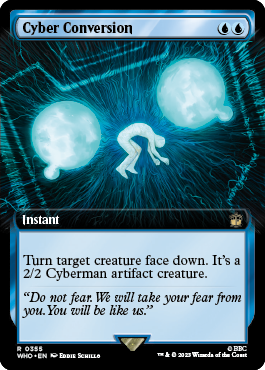 Cyber Conversion
Instant
Turn target creature face down. It's a
2/2 Cyberman artifact creature.
“Do not fear. We will take your fear from
you. You will be like us.”
R 0355
WHO • EN EDDIE SCHILLO
© BBC
™ & © 2023 Wizards of the Coast